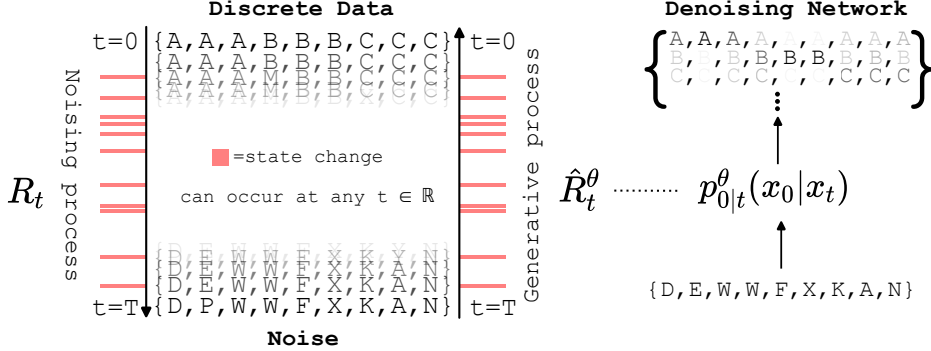 Discrete Data
t=0
{A,A,A,B,B,B,C,C,C}
t=0
{A,A,A,B,B,B,C,C,C}
{A,A,A,M,B,B,C,C,C}
{A,A,A,M,B,B,C,C,C}
Noising process
R_t
=state change
can occur at any t ∈ ℝ
{D,E,W,W,F,X,K,Y,N}
{D,E,W,W,F,X,K,A,N}
{D,E,W,W,F,X,K,A,N}
t=T
{D,P,W,W,F,X,K,A,N}
t=T
Noise
Generative process
Denoising Network
{A,A,A,A,A,A,A,A,A
B,B,B,B,B,B,B,B,B
C,C,C,C,C,C,C,C,C}
R̂_t^θ
p_{0|t}^θ(x_0|x_t)
{D,E,W,W,F,X,K,A,N}